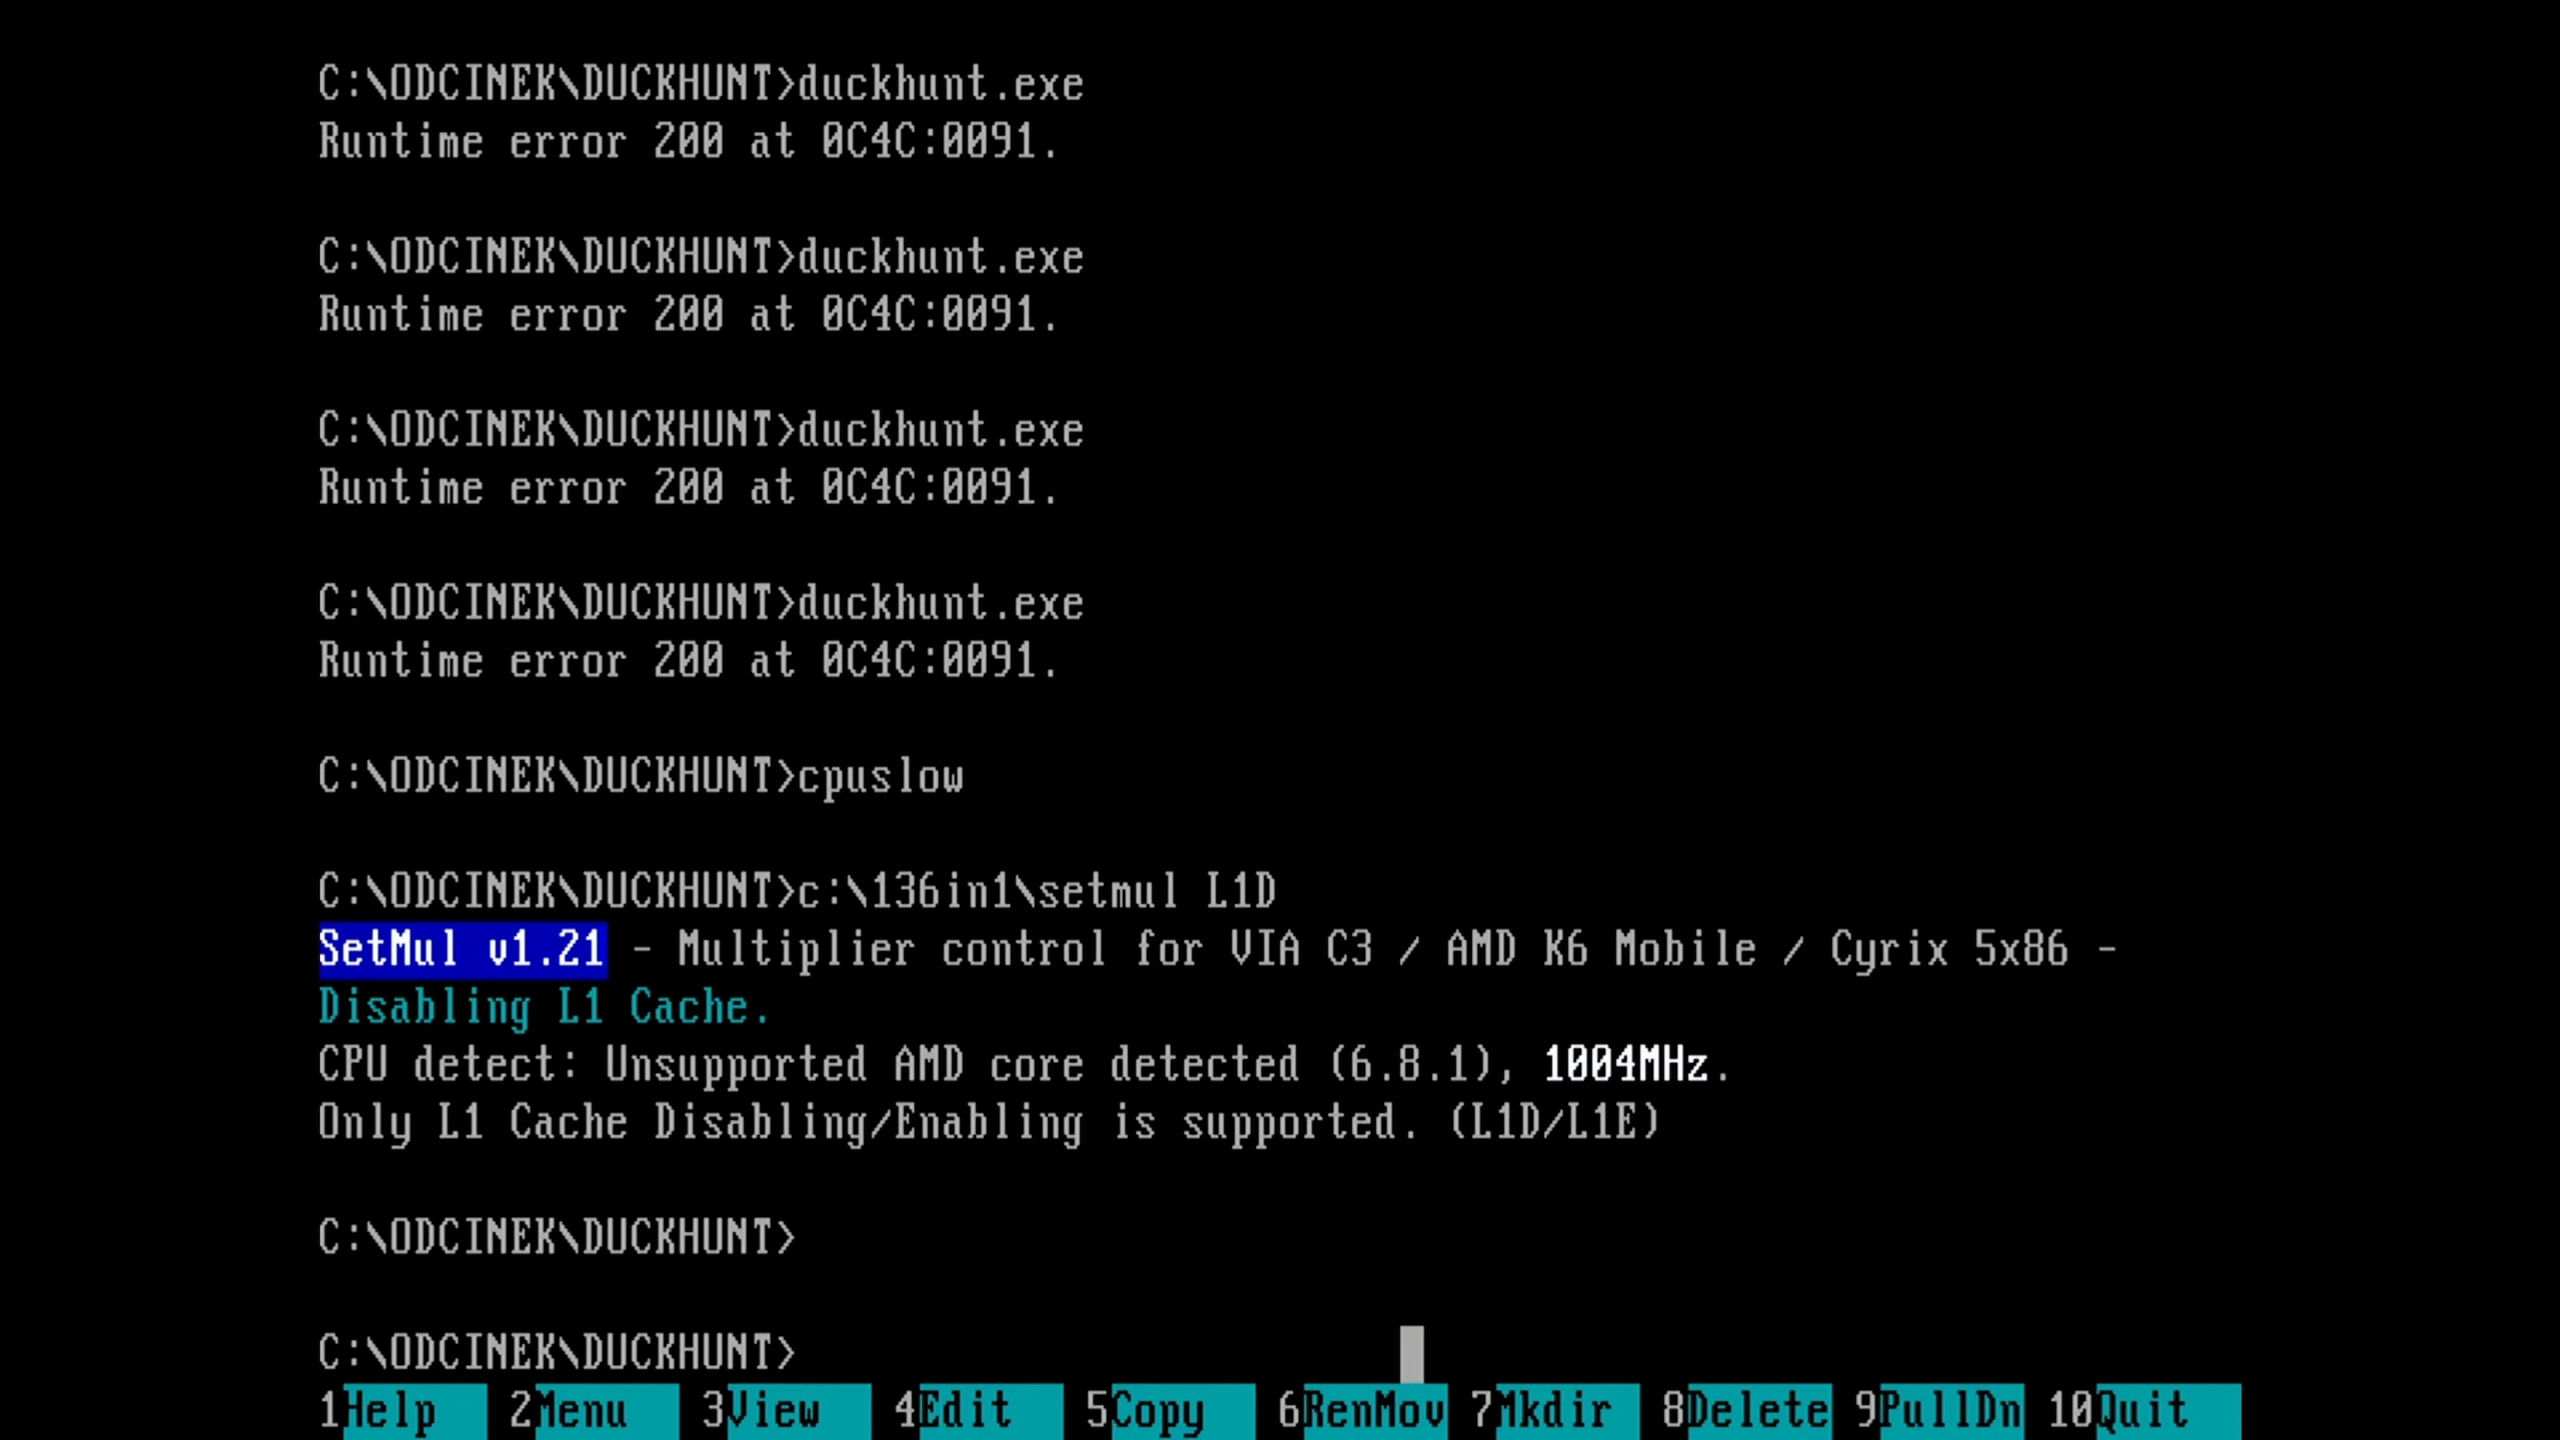 C:\ODCINEK\DUCKHUNT>duckhunt.exe
Runtime error 200 at 0C4C:0091.
C:\ODCINEK\DUCKHUNT>duckhunt.exe
Runtime error 200 at 0C4C:0091.
C:\ODCINEK\DUCKHUNT>duckhunt.exe
Runtime error 200 at 0C4C:0091.
C:\ODCINEK\DUCKHUNT>duckhunt.exe
Runtime error 200 at 0C4C:0091.
C:\ODCINEK\DUCKHUNT>cpuslow
C:\ODCINEK\DUCKHUNT>c:\136in1\setmul L1D
SetMul v1.21 - Multiplier control for VIA C3 / AMD K6 Mobile / Cyrix 5x86 -
Disabling L1 Cache.
CPU detect: Unsupported AMD core detected (6.8.1), 1004MHz.
Only L1 Cache Disabling/Enabling is supported. (L1D/L1E)
C:\ODCINEK\DUCKHUNT>
C:\ODCINEK\DUCKHUNT>
1Help 2Menu 3View 4Edit 5Copy 6RenMov 7Mkdir 8Delete 9PullDn 10Quit